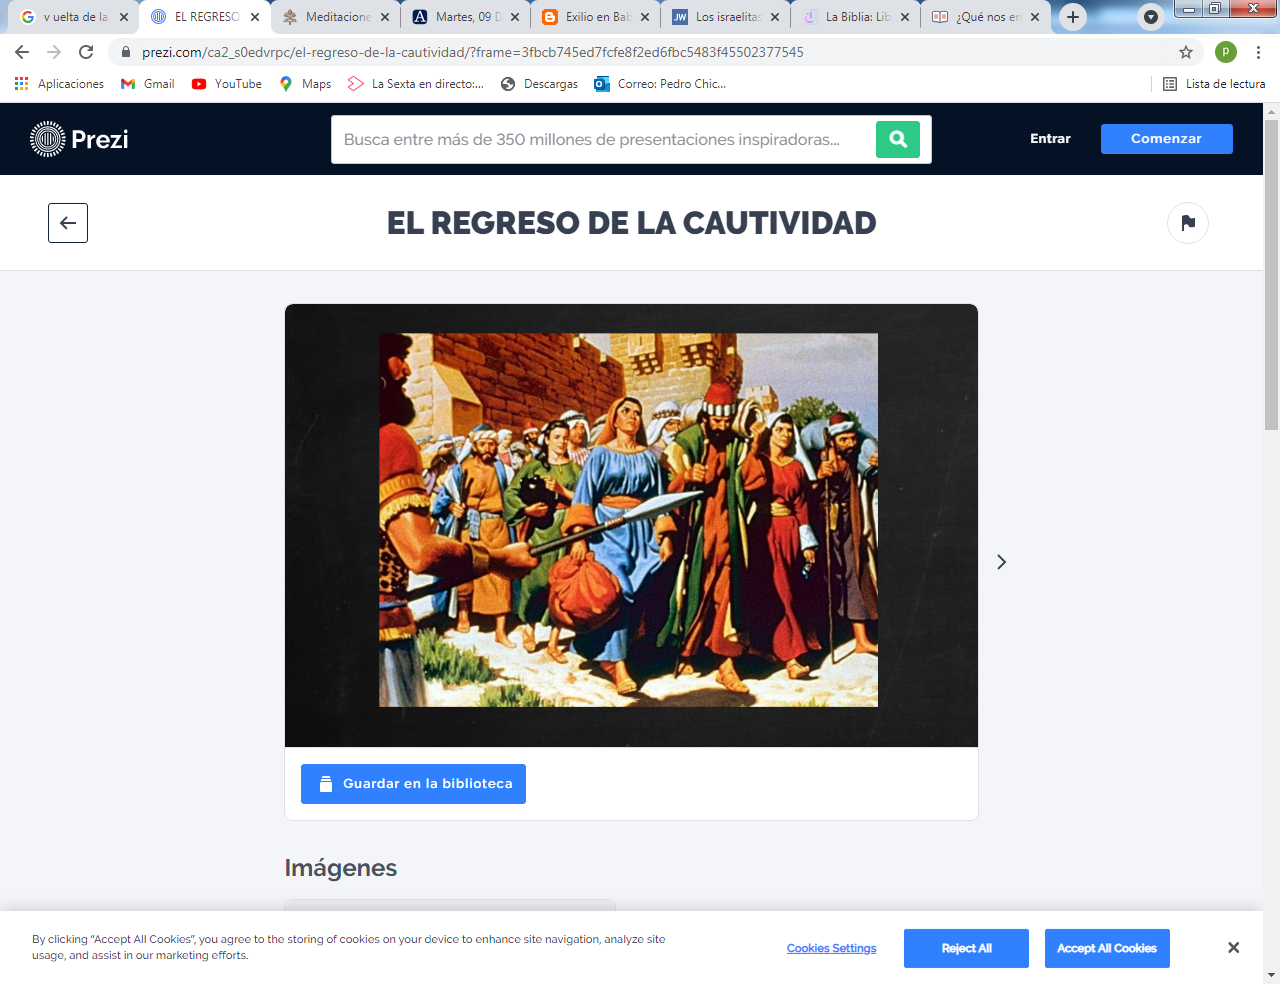 v uelta de la
EL REGRESO
Meditacione
Martes, 09 D
Exilio en Bab
Los israelitas
La Biblia: Lib
¿Qué nos en
prezi.com/ca2_s0edvrpc/el-regreso-de-la-cautividad/?frame=3fbcb745ed7fcfe8f2ed6fbc5483f45502377545
p
Aplicaciones
Gmail
YouTube
Maps
La Sexta en directo:...
Descargas
Correo: Pedro Chic...
Lista de lectura
Prezi
Busca entre más de 350 millones de presentaciones inspiradoras...
Entrar
Comenzar
EL REGRESO DE LA CAUTIVIDAD
Guardar en la biblioteca
Imágenes
By clicking “Accept All Cookies”, you agree to the storing of cookies on your device to enhance site navigation, analyze site
usage, and assist in our marketing efforts.
Cookies Settings
Reject All
Accept All Cookies